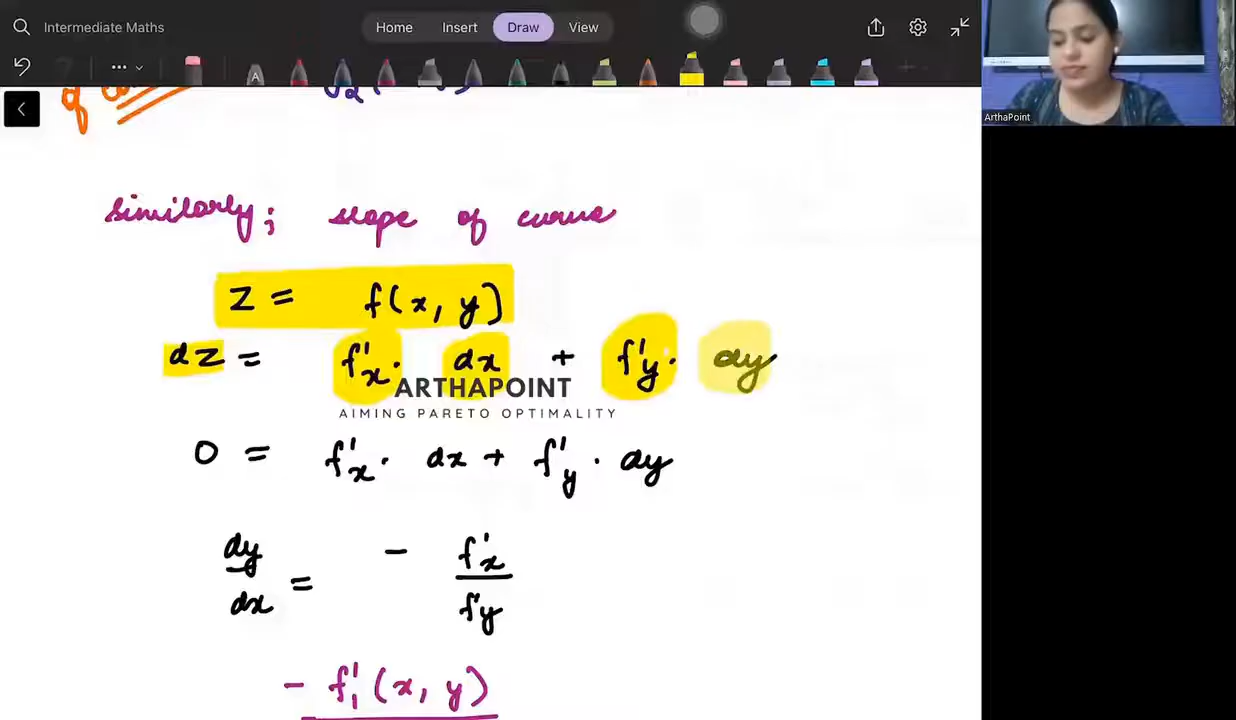 Intermediate Maths
Home Insert Draw View
A
of
ArthaPoint
similarly; slope of curve
z = f(x, y)
dz = f'x · dx + f'y · dy
ARTHAPOINT
AIMING PARETO OPTIMALITY
0 = f'x · dx + f'y · dy
dy/dx = - f'x/f'y
- f'1 (x, y)